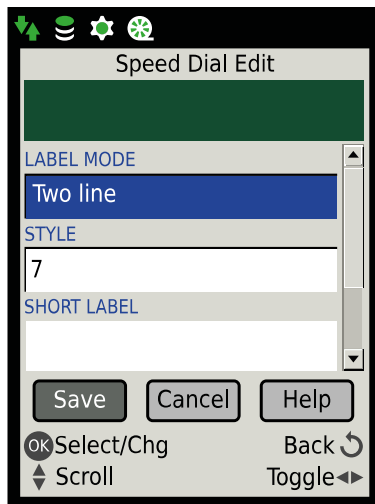 Speed Dial Edit
LABEL MODE
Two line
STYLE
7
SHORT LABEL
Save Cancel Help
OK Select/Chg Back
Scroll Toggle